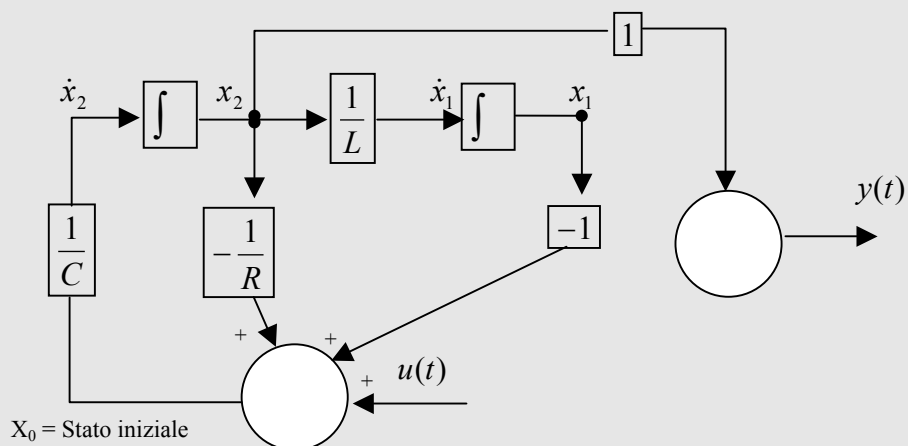 1
ẋ₂ ∫ x₂ 1/L ẋ₁ ∫ x₁
y(t)
1/C −1/R −1
+ +
+ u(t)
X₀ = Stato iniziale